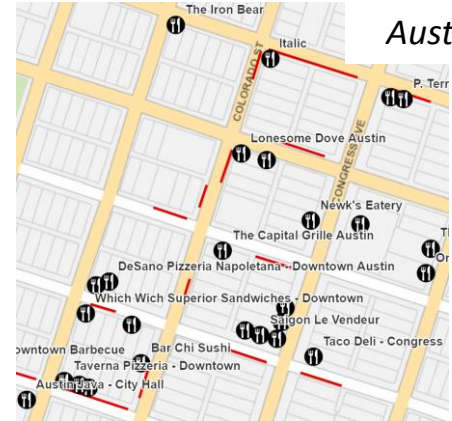 The Iron Bear
Aust
Italic
COLORADO ST
P. Terr
Lonesome Dove Austin
CONGRESS AVE
Newk's Eatery
The Capital Grille Austin
DeSano Pizzeria Napoletana - Downtown Austin
Which Wich Superior Sandwiches - Downtown
Saigon Le Vendeur
Taco Deli - Congress
owntown Barbecue
Bar Chi Sushi
Taverna Pizzeria - Downtown
Austin Java - City Hall